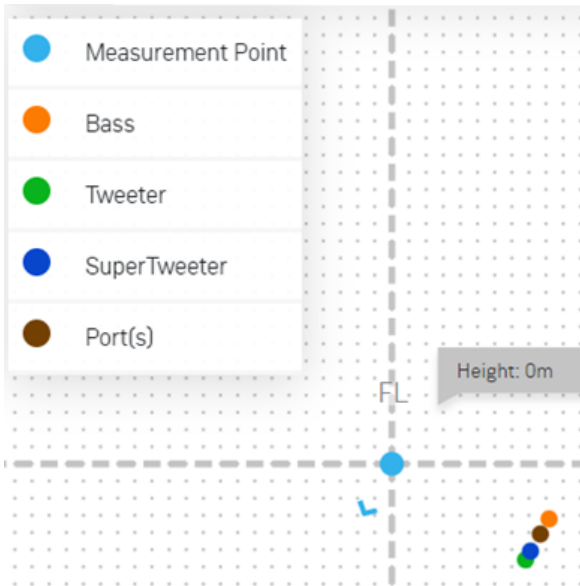 Measurement Point
Bass
Tweeter
SuperTweeter
Port(s)
Height: 0m
FL